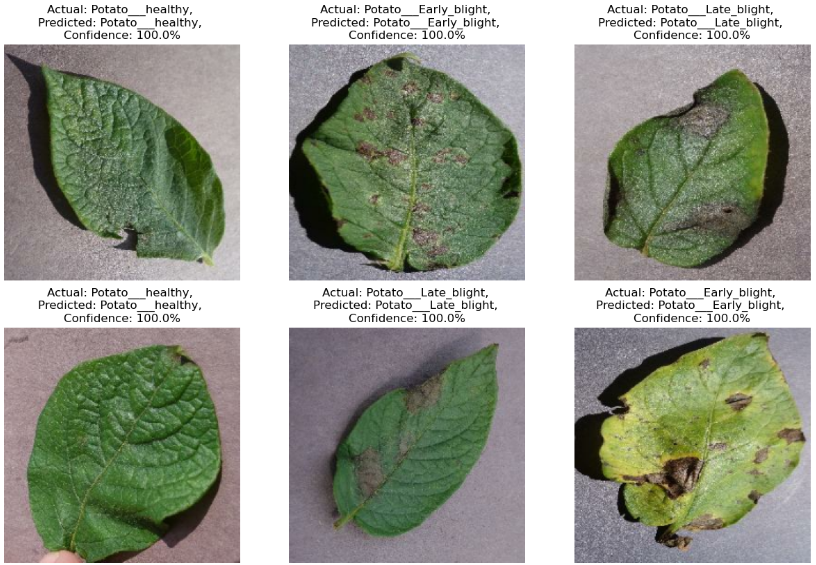 Actual: Potato___healthy,
Predicted: Potato___healthy,
Confidence: 100.0%
Actual: Potato___Early_blight,
Predicted: Potato___Early_blight,
Confidence: 100.0%
Actual: Potato___Late_blight,
Predicted: Potato___Late_blight,
Confidence: 100.0%
Actual: Potato___healthy,
Predicted: Potato___healthy,
Confidence: 100.0%
Actual: Potato___Late_blight,
Predicted: Potato___Late_blight,
Confidence: 100.0%
Actual: Potato___Early_blight,
Predicted: Potato___Early_blight,
Confidence: 100.0%